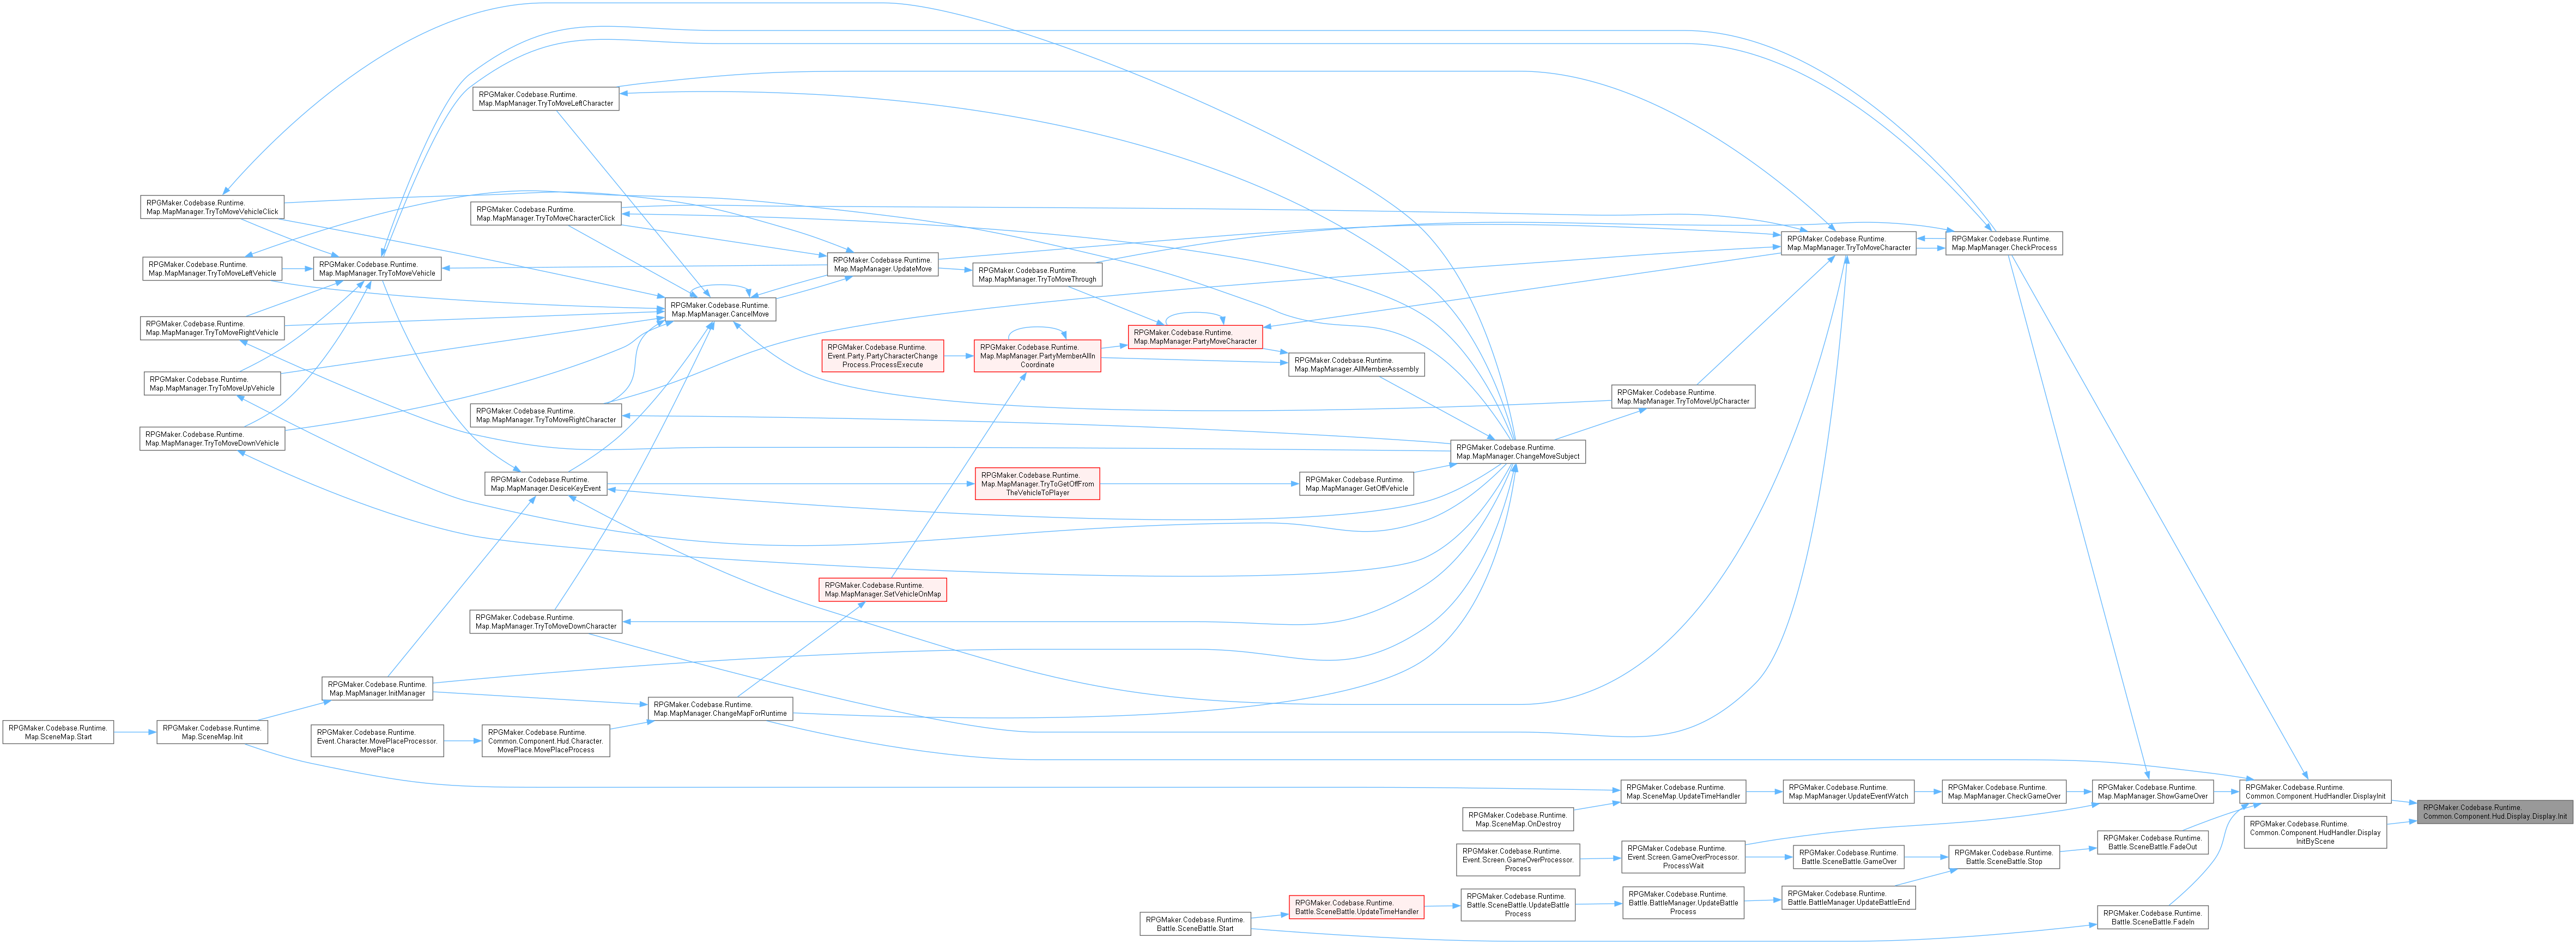 RPGMaker.Codebase.Runtime.
Map.MapManager.TryToMoveLeftCharacter
RPGMaker.Codebase.Runtime.
Map.MapManager.TryToMoveVehicleClick
RPGMaker.Codebase.Runtime.
Map.MapManager.TryToMoveCharacterClick
RPGMaker.Codebase.Runtime.
Map.MapManager.TryToMoveCharacter
RPGMaker.Codebase.Runtime.
Map.MapManager.CheckProcess
RPGMaker.Codebase.Runtime.
Map.MapManager.TryToMoveLeftVehicle
RPGMaker.Codebase.Runtime.
Map.MapManager.TryToMoveVehicle
RPGMaker.Codebase.Runtime.
Map.MapManager.UpdateMove
RPGMaker.Codebase.Runtime.
Map.MapManager.TryToMoveThrough
RPGMaker.Codebase.Runtime.
Map.MapManager.CancelMove
RPGMaker.Codebase.Runtime.
Map.MapManager.TryToMoveRightVehicle
RPGMaker.Codebase.Runtime.
Map.MapManager.PartyMoveCharacter
RPGMaker.Codebase.Runtime.
Event.Party.PartyCharacterChange
Process.ProcessExecute
RPGMaker.Codebase.Runtime.
Map.MapManager.PartyMemberAllIn
Coordinate
RPGMaker.Codebase.Runtime.
Map.MapManager.AllMemberAssembly
RPGMaker.Codebase.Runtime.
Map.MapManager.TryToMoveUpVehicle
RPGMaker.Codebase.Runtime.
Map.MapManager.TryToMoveUpCharacter
RPGMaker.Codebase.Runtime.
Map.MapManager.TryToMoveRightCharacter
RPGMaker.Codebase.Runtime.
Map.MapManager.TryToMoveDownVehicle
RPGMaker.Codebase.Runtime.
Map.MapManager.ChangeMoveSubject
RPGMaker.Codebase.Runtime.
Map.MapManager.DesiceKeyEvent
RPGMaker.Codebase.Runtime.
Map.MapManager.TryToGetOffFrom
TheVehicleToPlayer
RPGMaker.Codebase.Runtime.
Map.MapManager.GetOffVehicle
RPGMaker.Codebase.Runtime.
Map.MapManager.SetVehicleOnMap
RPGMaker.Codebase.Runtime.
Map.MapManager.TryToMoveDownCharacter
RPGMaker.Codebase.Runtime.
Map.MapManager.InitManager
RPGMaker.Codebase.Runtime.
Map.MapManager.ChangeMapForRuntime
RPGMaker.Codebase.Runtime.
Map.SceneMap.Start
RPGMaker.Codebase.Runtime.
Map.SceneMap.Init
RPGMaker.Codebase.Runtime.
Event.Character.MovePlaceProcessor.
MovePlace
RPGMaker.Codebase.Runtime.
Common.Component.Hud.Character.
MovePlace.MovePlaceProcess
RPGMaker.Codebase.Runtime.
Map.SceneMap.UpdateTimeHandler
RPGMaker.Codebase.Runtime.
Map.MapManager.UpdateEventWatch
RPGMaker.Codebase.Runtime.
Map.MapManager.CheckGameOver
RPGMaker.Codebase.Runtime.
Map.MapManager.ShowGameOver
RPGMaker.Codebase.Runtime.
Common.Component.HudHandler.DisplayInit
RPGMaker.Codebase.Runtime.
Common.Component.Hud.Display.Display.Init
RPGMaker.Codebase.Runtime.
Map.SceneMap.OnDestroy
RPGMaker.Codebase.Runtime.
Common.Component.HudHandler.Display
InitByScene
RPGMaker.Codebase.Runtime.
Battle.SceneBattle.FadeOut
RPGMaker.Codebase.Runtime.
Event.Screen.GameOverProcessor.
Process
RPGMaker.Codebase.Runtime.
Event.Screen.GameOverProcessor.
ProcessWait
RPGMaker.Codebase.Runtime.
Battle.SceneBattle.GameOver
RPGMaker.Codebase.Runtime.
Battle.SceneBattle.Stop
RPGMaker.Codebase.Runtime.
Battle.SceneBattle.UpdateTimeHandler
RPGMaker.Codebase.Runtime.
Battle.SceneBattle.UpdateBattle
Process
RPGMaker.Codebase.Runtime.
Battle.BattleManager.UpdateBattle
Process
RPGMaker.Codebase.Runtime.
Battle.BattleManager.UpdateBattleEnd
RPGMaker.Codebase.Runtime.
Battle.SceneBattle.Start
RPGMaker.Codebase.Runtime.
Battle.SceneBattle.FadeIn